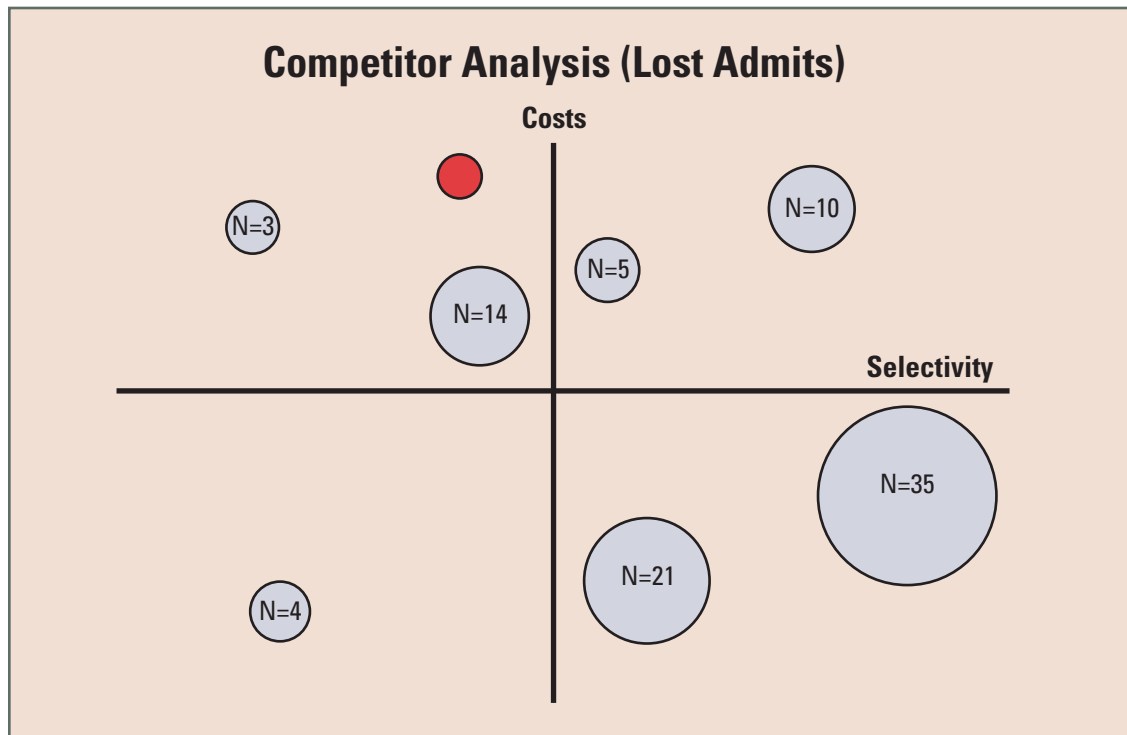 Competitor Analysis (Lost Admits)
Costs
N=3
N=10
N=5
N=14
Selectivity
N=35
N=21
N=4